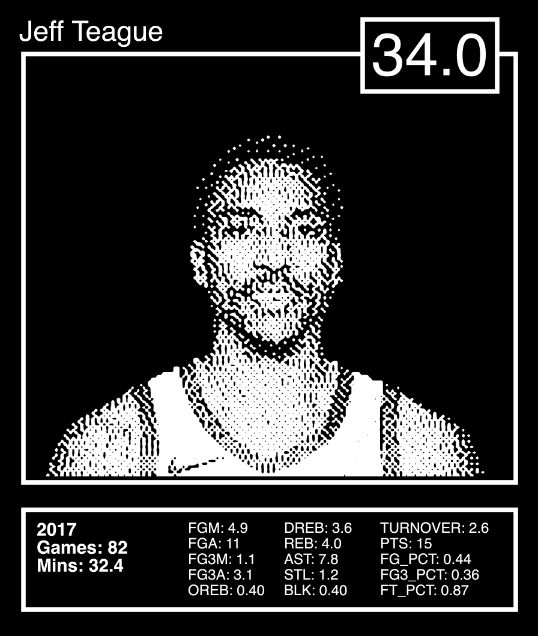 Jeff Teague
34.0
2017
Games: 82
Mins: 32.4
FGM: 4.9
FGA: 11
FG3M: 1.1
FG3A: 3.1
OREB: 0.40
DREB: 3.6
REB: 4.0
AST: 7.8
STL: 1.2
BLK: 0.40
TURNOVER: 2.6
PTS: 15
FG_PCT: 0.44
FG3_PCT: 0.36
FT_PCT: 0.87